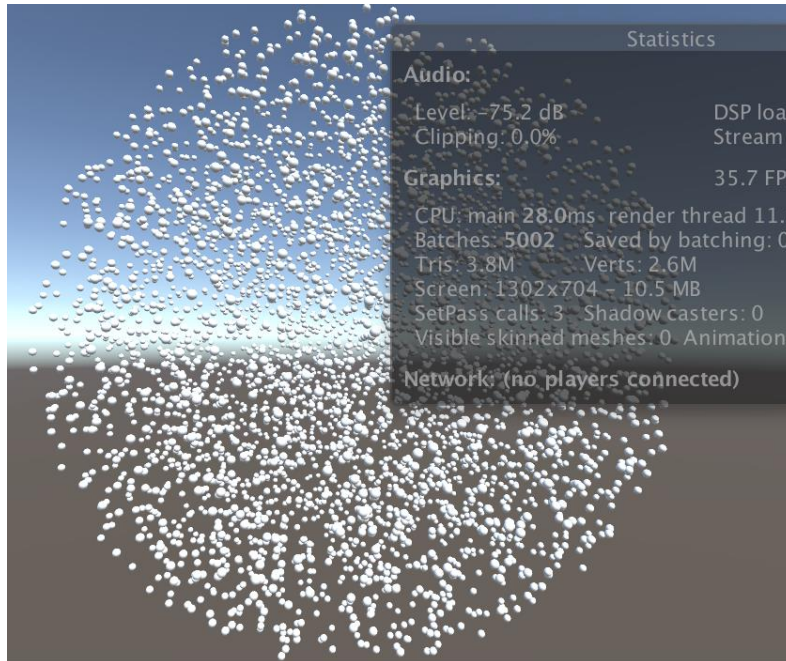 Statistics
Audio:
Level: -75.2 dB DSP loa
Clipping: 0.0% Stream
Graphics: 35.7 FP
CPU: main 28.0ms render thread 11.
Batches: 5002 Saved by batching: 0
Tris: 3.8M Verts: 2.6M
Screen: 1302x704 - 10.5 MB
SetPass calls: 3 Shadow casters: 0
Visible skinned meshes: 0 Animation
Network: (no players connected)